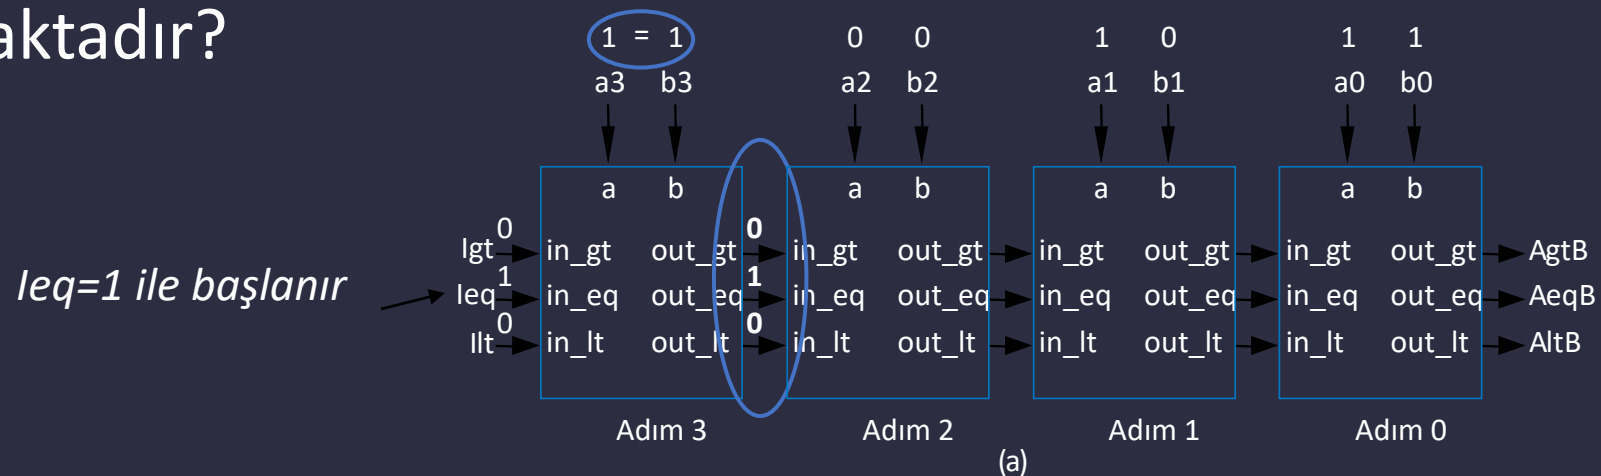 aktadır?
1 = 1 0 0 1 0 1 1
a3 b3 a2 b2 a1 b1 a0 b0
a b a b a b a b
0 0
Igt in_gt out_gt in_gt out_gt in_gt out_gt in_gt out_gt AgtB
Ieq=1 ile başlanır
1 1
Ieq in_eq out_eq in_eq out_eq in_eq out_eq in_eq out_eq AeqB
0 0
Ilt in_lt out_lt in_lt out_lt in_lt out_lt in_lt out_lt AltB
Adım 3 Adım 2 Adım 1 Adım 0
(a)